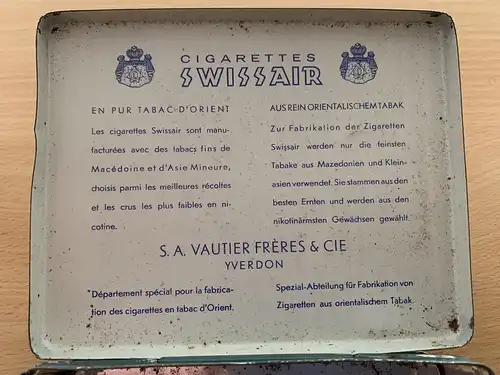 CIGARETTES
SWISSAIR
EN PUR TABAC D'ORIENT
Les cigarettes Swissair sont manu-
facturées avec des tabacs fins de
Macédoine et d'Asie Mineure,
choisis parmi les meilleures récoltes
et les crus les plus faibles en ni-
cotine.
AUS REIN ORIENTALISCHEM TABAK
Zur Fabrikation der Zigaretten
Swissair werden nur die feinsten
Tabake aus Mazedonien und Klein-
asien verwendet. Sie stammen aus den
besten Ernten und werden aus den
nikotinärmsten Gewächsen gewählt.
S. A. VAUTIER FRÈRES & CIE
YVERDON
Département spécial pour la fabrica-
tion des cigarettes en tabac d'Orient.
Spezial-Abteilung für Fabrikation von
Zigaretten aus orientalischem Tabak.